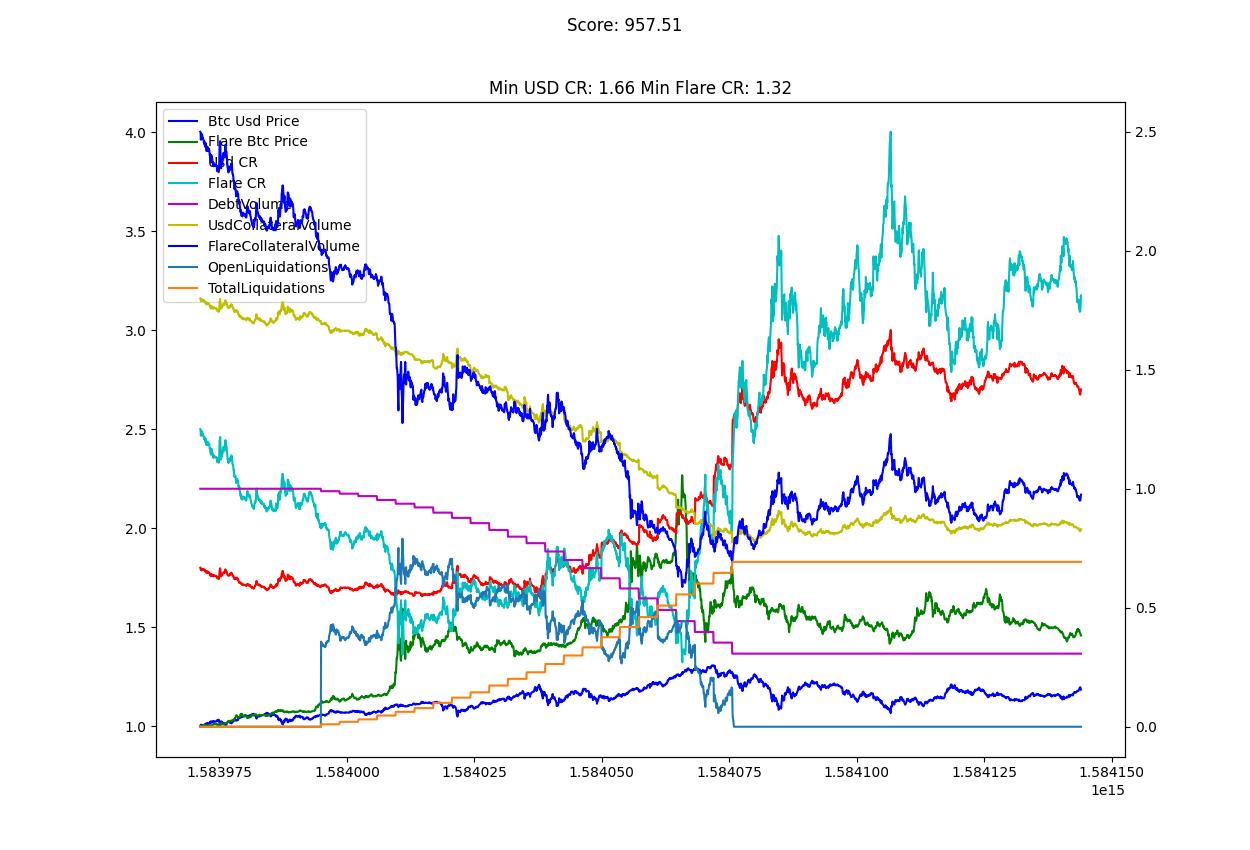 Score: 957.51
Min USD CR: 1.66 Min Flare CR: 1.32
Btc Usd Price
Flare Btc Price
Usd CR
Flare CR
DebtVolume
UsdCollateralVolume
FlareCollateralVolume
OpenLiquidations
TotalLiquidations
4.0
3.5
3.0
2.5
2.0
1.5
1.0
2.5
2.0
1.5
1.0
0.5
0.0
1.583975
1.584000
1.584025
1.584050
1.584075
1.584100
1.584125
1.584150
1e15